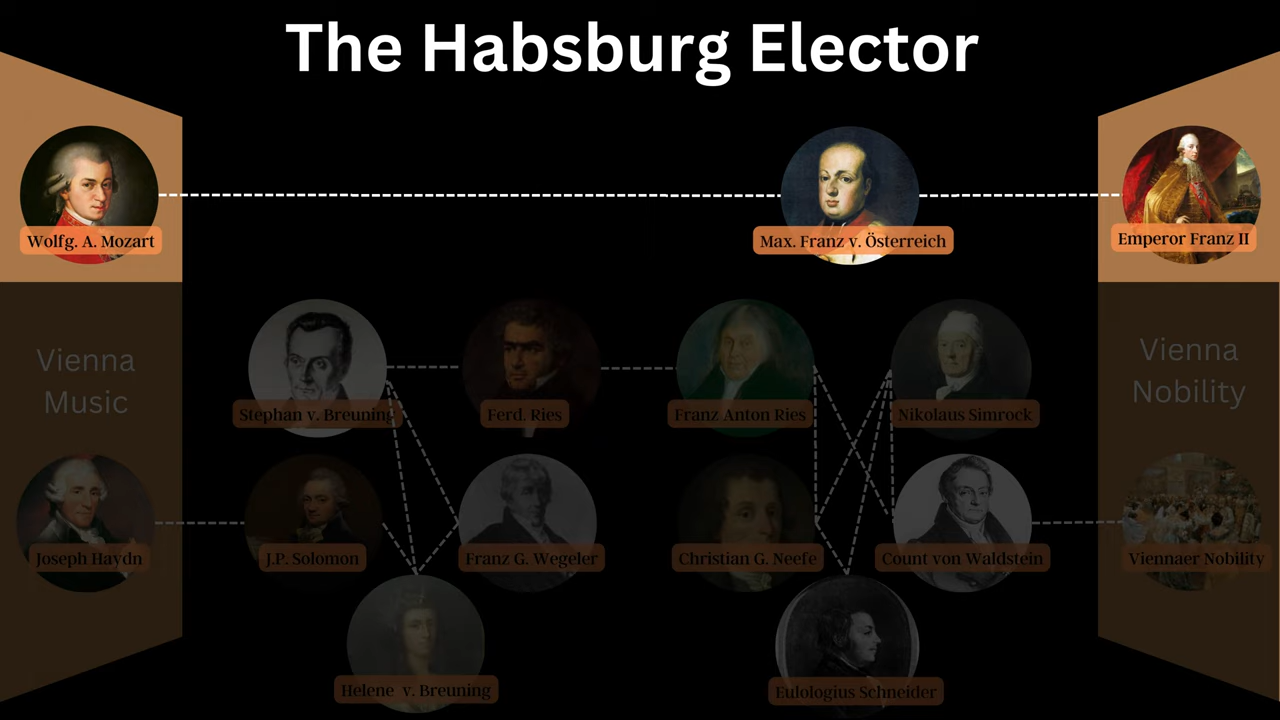 The Habsburg Elector
Wolfg. A. Mozart
Max. Franz v. Österreich
Emperor Franz II
Vienna
Music
Vienna
Nobility
Stephan v. Breuning
Ferd. Ries
Franz Anton Ries
Nikolaus Simrock
Joseph Haydn
J.P. Solomon
Franz G. Wegeler
Christian G. Neefe
Count von Waldstein
Viennaer Nobility
Helene v. Breuning
Eulologius Schneider